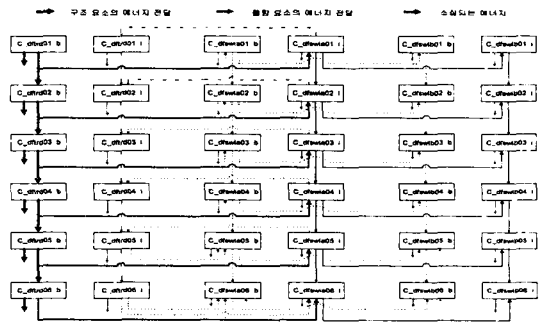 구조 요소의 에너지 전달 불합 요소의 에너지 전달 소실되는 에너지
C_dftrd01 b C_dftrd01 i C_dfswta01 b C_dfswta01 i C_dfswtb01 b C_dfswtb01 i
C_dftrd02 b C_dftrd02 i C_dfswta02 b C_dfswta02 i C_dfswtb02 b C_dfswtb02 i
C_dftrd03 b C_dftrd03 i C_dfswta03 b C_dfswta03 i C_dfswtb03 b C_dfswtb03 i
C_dftrd04 b C_dftrd04 i C_dfswta04 b C_dfswta04 i C_dfswtb04 b C_dfswtb04 i
C_dftrd05 b C_dftrd05 i C_dfswta05 b C_dfswta05 i C_dfswtb05 b C_dfswtb05 i
C_dftrd06 b C_dftrd06 i C_dfswta06 b C_dfswta06 i C_dfswtb06 b C_dfswtb06 i